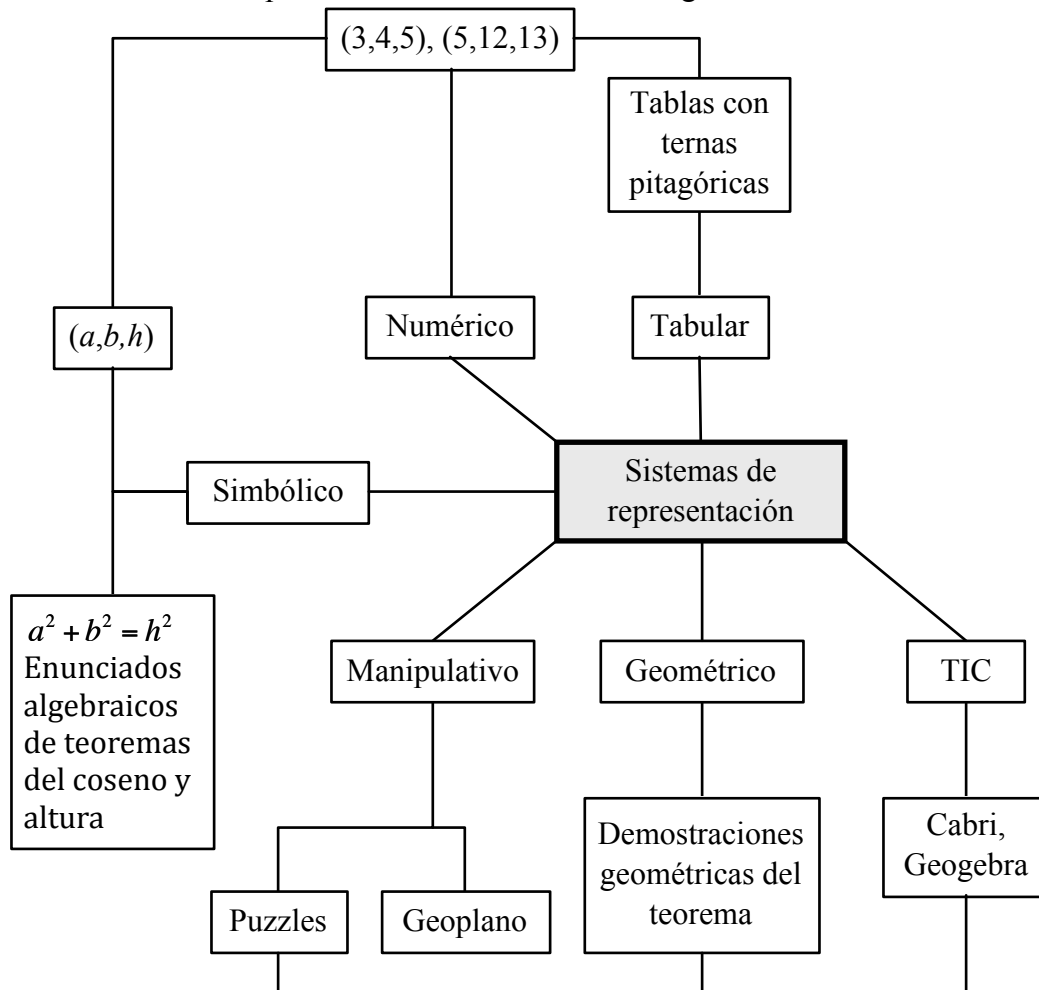 (3,4,5), (5,12,13)
Tablas con
ternas
pitagóricas
(a,b,h)
Numérico
Tabular
Simbólico
Sistemas de
representación
a² + b² = h²
Enunciados
algebraicos
de teoremas
del coseno y
altura
Manipulativo
Geométrico
TIC
Puzzles
Geoplano
Demostraciones
geométricas del
teorema
Cabri,
Geogebra